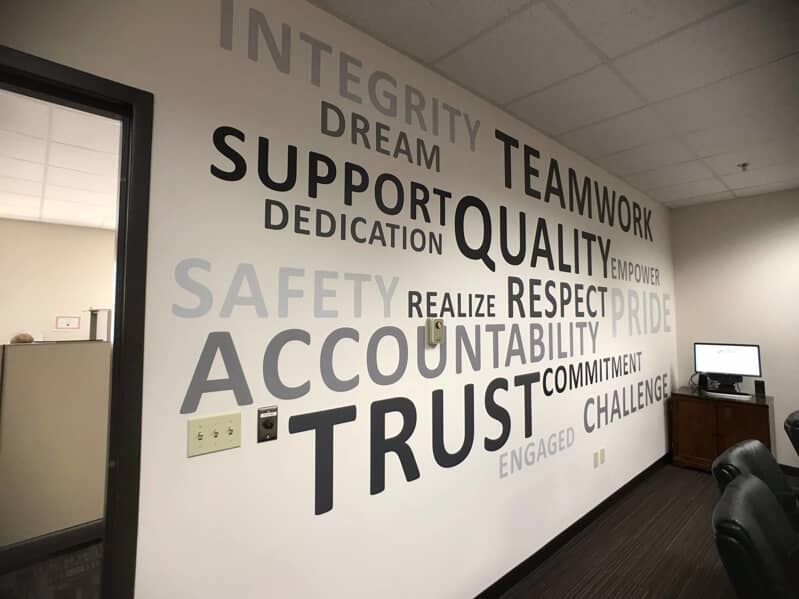 INTEGRITY
DREAM
TEAMWORK
SUPPORT
DEDICATION
QUALITY
EMPOWER
SAFETY
REALIZE
RESPECT
PRIDE
ACCOUNTABILITY
COMMITMENT
TRUST
CHALLENGE
ENGAGED